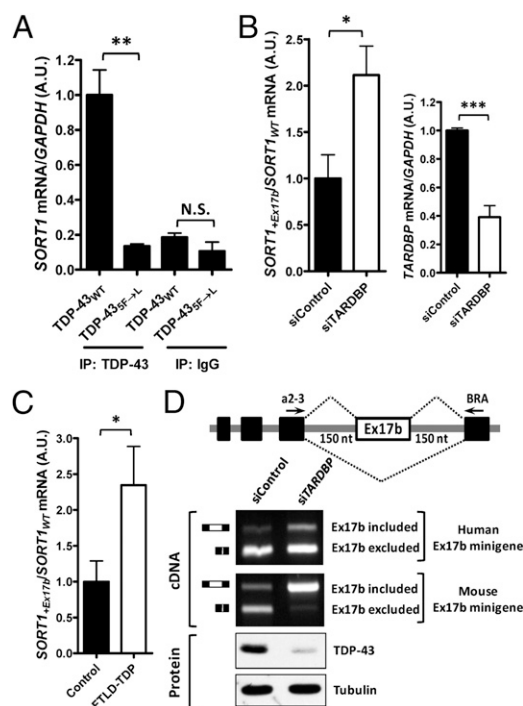 A
SORT1 mRNA/GAPDH (A.U.)
1.2
1.0
0.8
0.6
0.4
0.2
0.0
**
N.S.
TDP-43WT
TDP-435F→L
TDP-43WT
TDP-435F→L
IP: TDP-43
IP: IgG
B
SORT1+Ex17b/SORT1WT mRNA (A.U.)
2.5
2.0
1.5
1.0
0.5
0.0
*
siControl
siTARDBP
TARDBP mRNA/GAPDH (A.U.)
1.2
1.0
0.8
0.6
0.4
0.2
0.0
***
siControl
siTARDBP
C
SORT1+Ex17b/SORT1WT mRNA (A.U.)
3.0
2.5
2.0
1.5
1.0
0.5
0.0
*
Control
FTLD-TDP
D
a2-3
BRA
150 nt
Ex17b
150 nt
siControl
siTARDBP
cDNA
Ex17b included
Ex17b excluded
Human
Ex17b minigene
Ex17b included
Ex17b excluded
Mouse
Ex17b minigene
Protein
TDP-43
Tubulin